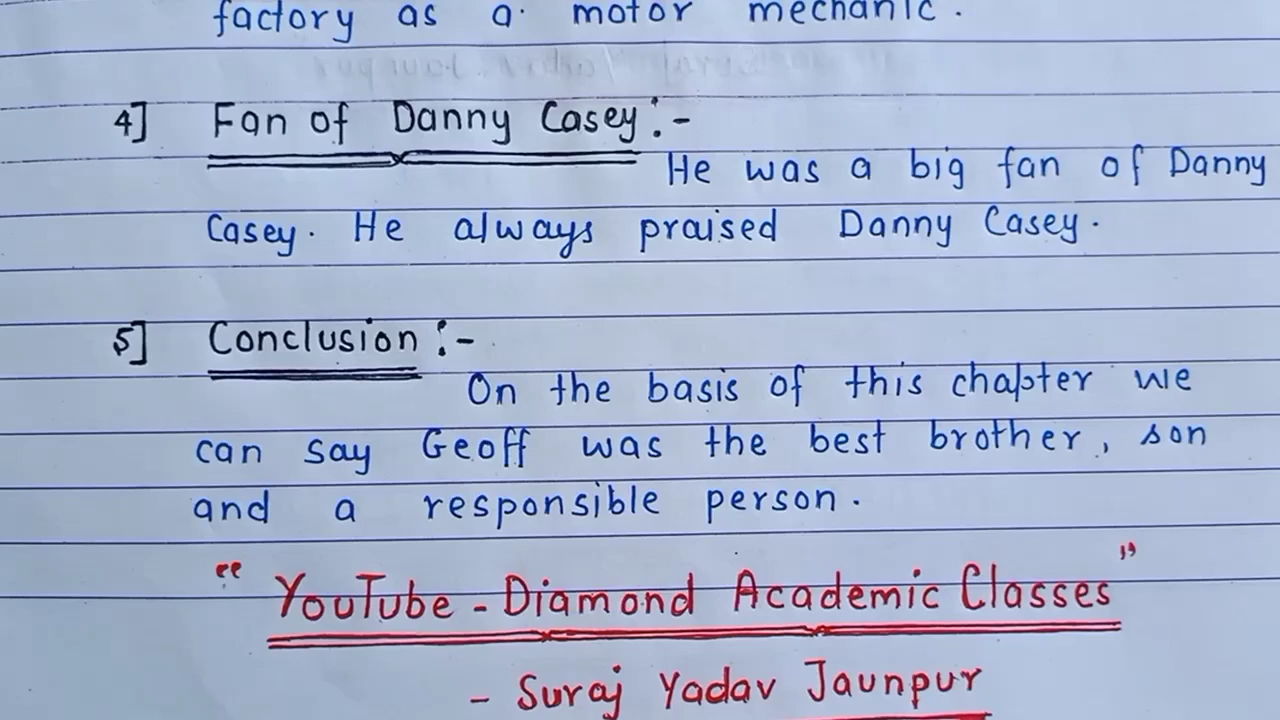 factory as a motor mechanic.
4] Fan of Danny Casey:-
He was a big fan of Danny
Casey. He always praised Danny Casey.
5] Conclusion:-
On the basis of this chapter we
can say Geoff was the best brother, son
and a responsible person.
"YouTube - Diamond Academic Classes"
- Suraj Yadav Jaunpur